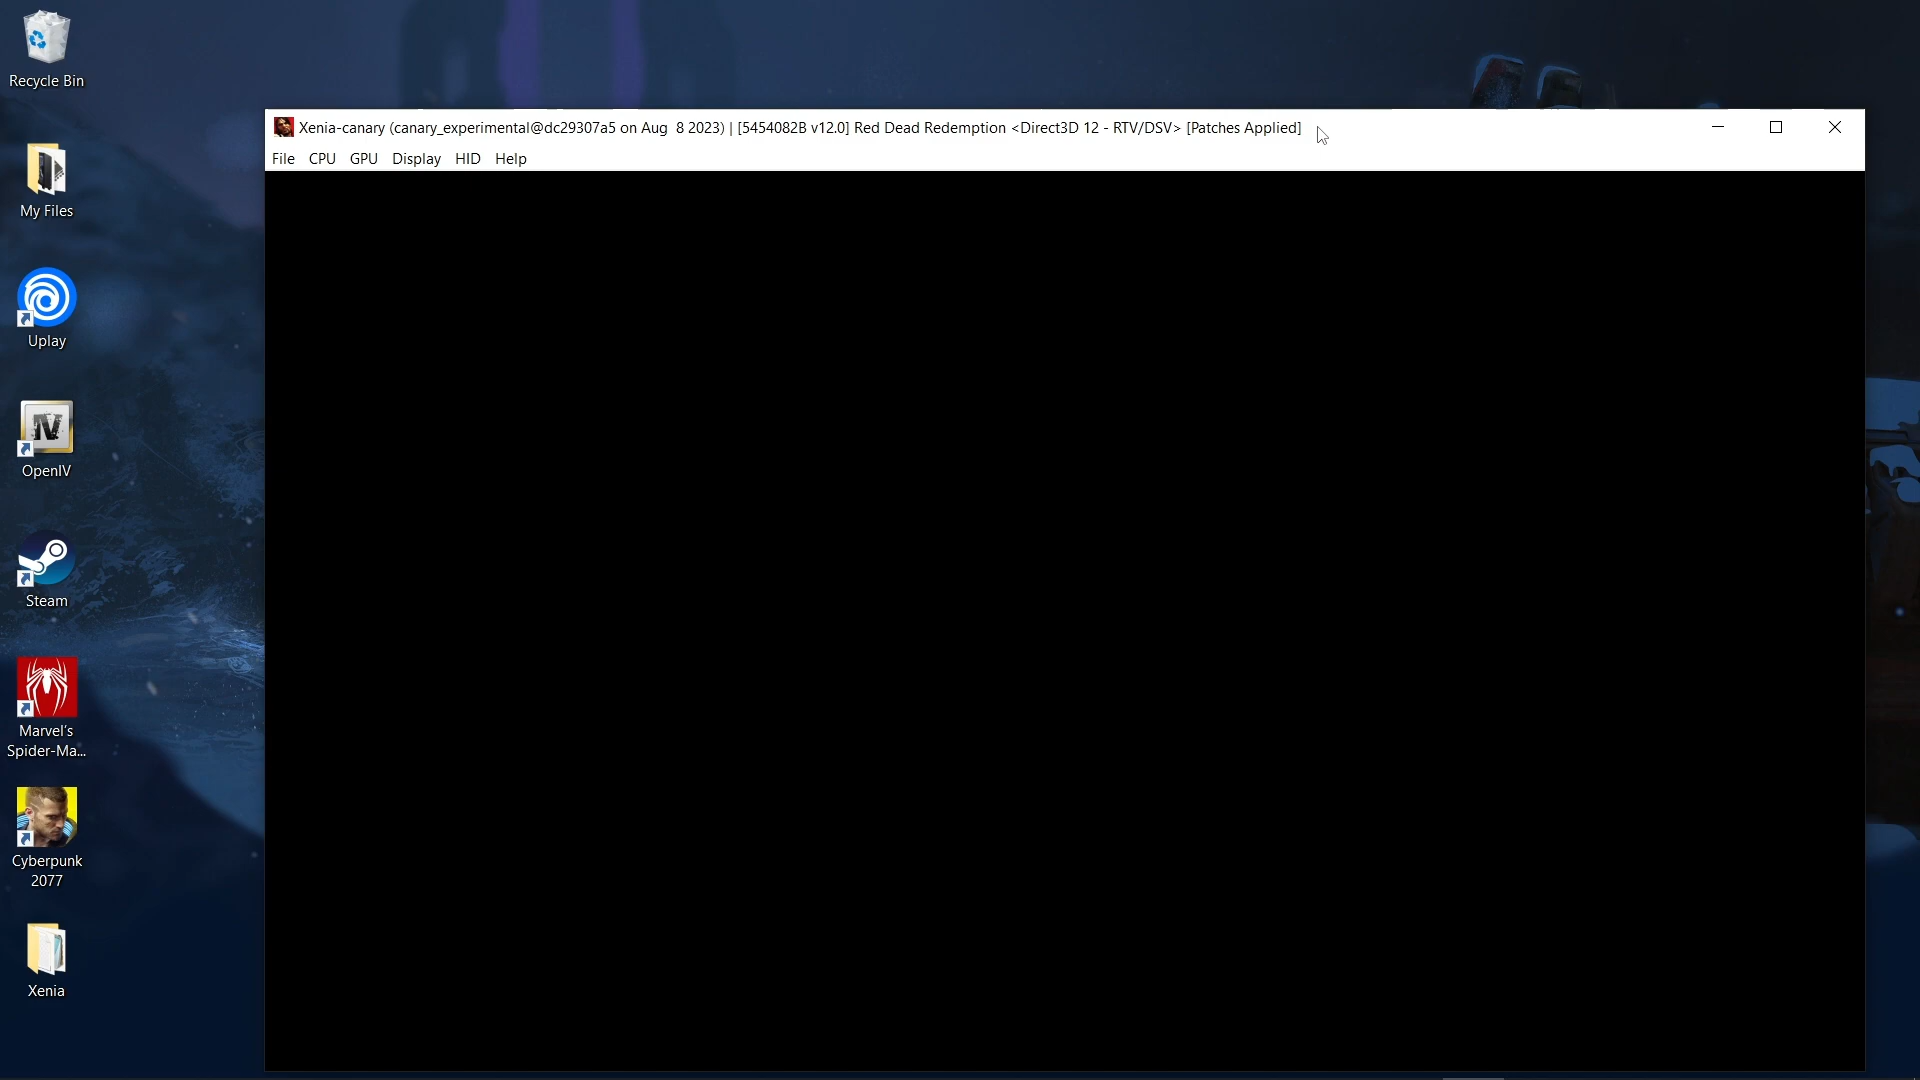 Recycle Bin
My Files
Uplay
OpenIV
Steam
Marvel's
Spider-Ma...
Cyberpunk
2077
Xenia
Xenia-canary (canary_experimental@dc29307a5 on Aug  8 2023) | [5454082B v12.0] Red Dead Redemption <Direct3D 12 - RTV/DSV> [Patches Applied]
File CPU GPU Display HID Help